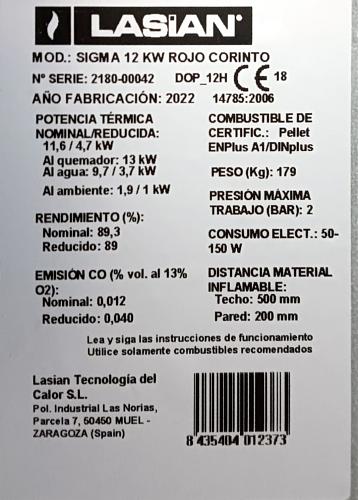 LASIAN
MOD.: SIGMA 12 KW ROJO CORINTO
Nº SERIE: 2180-00042 DOP_12H CE 18
AÑO FABRICACIÓN: 2022 14785:2006
POTENCIA TÉRMICA
NOMINAL/REDUCIDA:
11,6 / 4,7 kW
Al quemador: 13 kW
Al agua: 9,7 / 3,7 kW
Al ambiente: 1,9 / 1 kW
RENDIMIENTO (%):
Nominal: 89,3
Reducido: 89
EMISIÓN CO (% vol. al 13%
O2):
Nominal: 0,012
Reducido: 0,040
COMBUSTIBLE DE
CERTIFIC.: Pellet
ENPlus A1/DINplus
PESO (Kg): 179
PRESIÓN MÁXIMA
TRABAJO (BAR): 2
CONSUMO ELECT.: 50-
150 W
DISTANCIA MATERIAL
INFLAMABLE:
Techo: 500 mm
Pared: 200 mm
Lea y siga las instrucciones de funcionamiento
Utilice solamente combustibles recomendados
Lasian Tecnología del
Calor S.L.
Pol. Industrial Las Norias,
Parcela 7, 50450 MUEL -
ZARAGOZA (Spain)
8 435404 012373